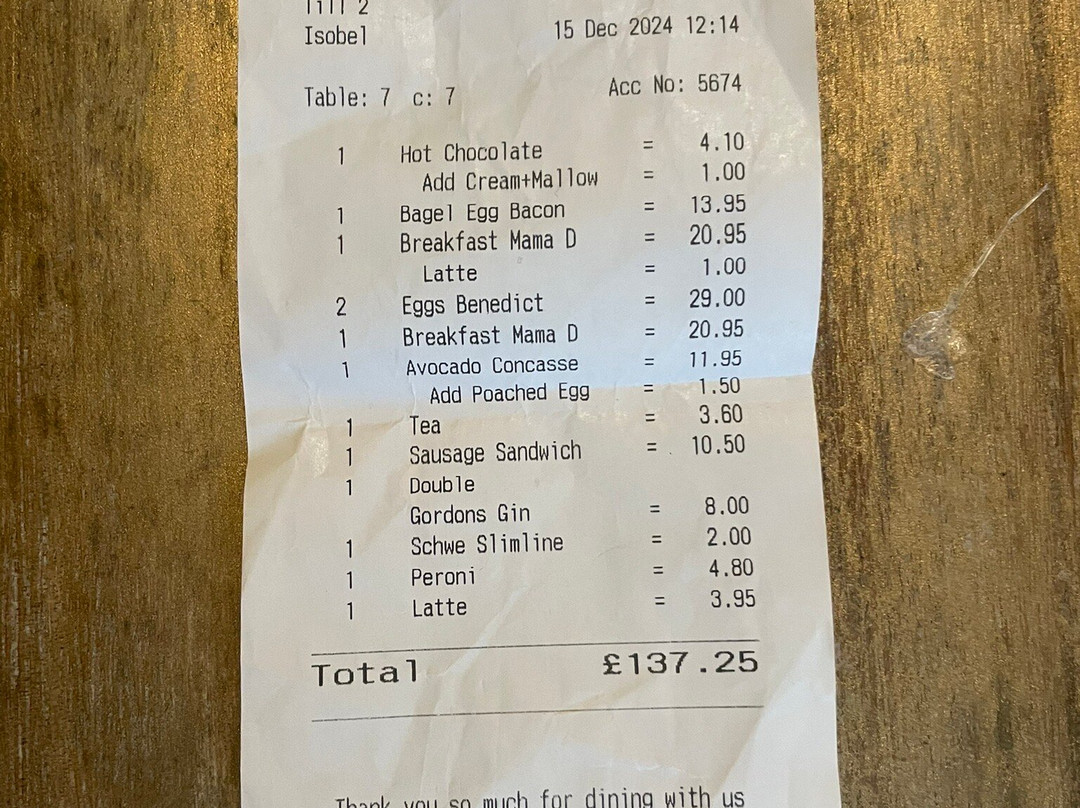 Till 2
Isobel 15 Dec 2024 12:14
Table: 7 c: 7 Acc No: 5674
1 Hot Chocolate = 4.10
Add Cream+Mallow = 1.00
1 Bagel Egg Bacon = 13.95
1 Breakfast Mama D = 20.95
Latte = 1.00
2 Eggs Benedict = 29.00
1 Breakfast Mama D = 20.95
1 Avocado Concasse = 11.95
Add Poached Egg = 1.50
1 Tea = 3.60
1 Sausage Sandwich = 10.50
1 Double
Gordons Gin = 8.00
1 Schwe Slimline = 2.00
1 Peroni = 4.80
1 Latte = 3.95
Total £137.25
Thank you so much for dining with us